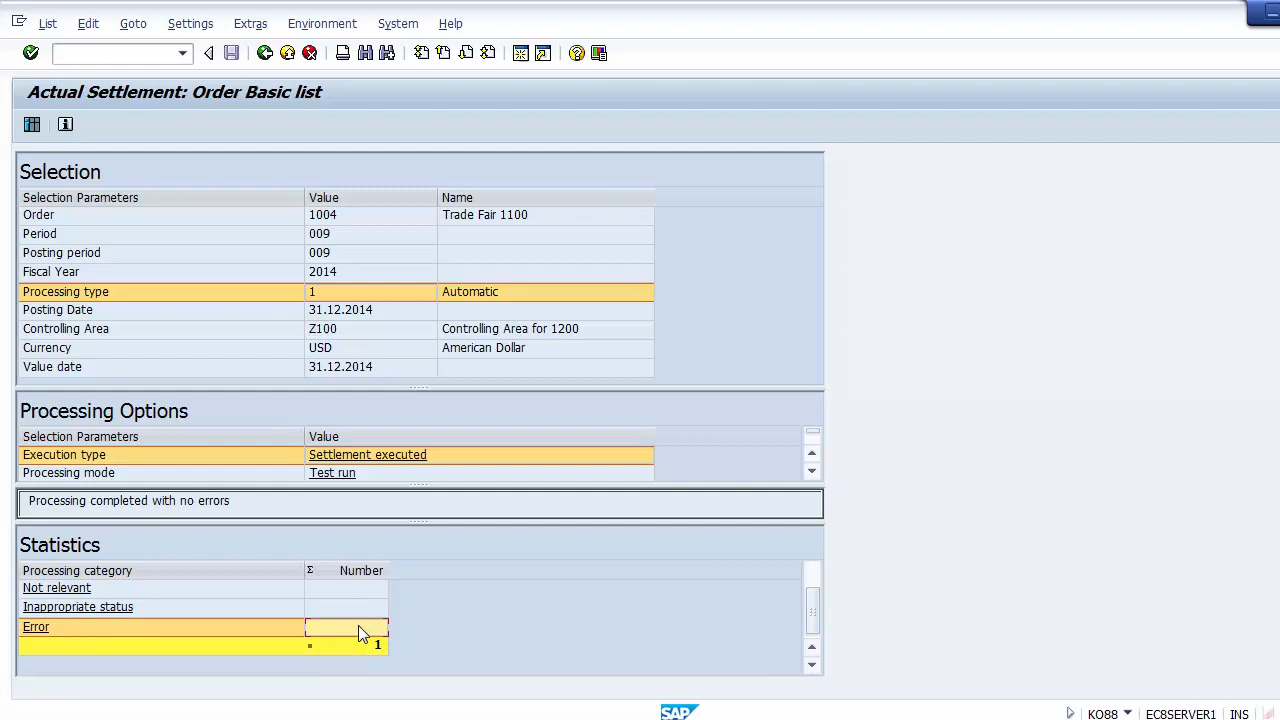 List Edit Goto Settings Extras Environment System Help
Actual Settlement: Order Basic list
Selection
Selection Parameters Value Name
Order 1004 Trade Fair 1100
Period 009
Posting period 009
Fiscal Year 2014
Processing type 1 Automatic
Posting Date 31.12.2014
Controlling Area Z100 Controlling Area for 1200
Currency USD American Dollar
Value date 31.12.2014
Processing Options
Selection Parameters Value
Execution type Settlement executed
Processing mode Test run
Processing completed with no errors
Statistics
Processing category Σ Number
Not relevant
Inappropriate status
Error
1
SAP KO88 EC8SERVER1 INS